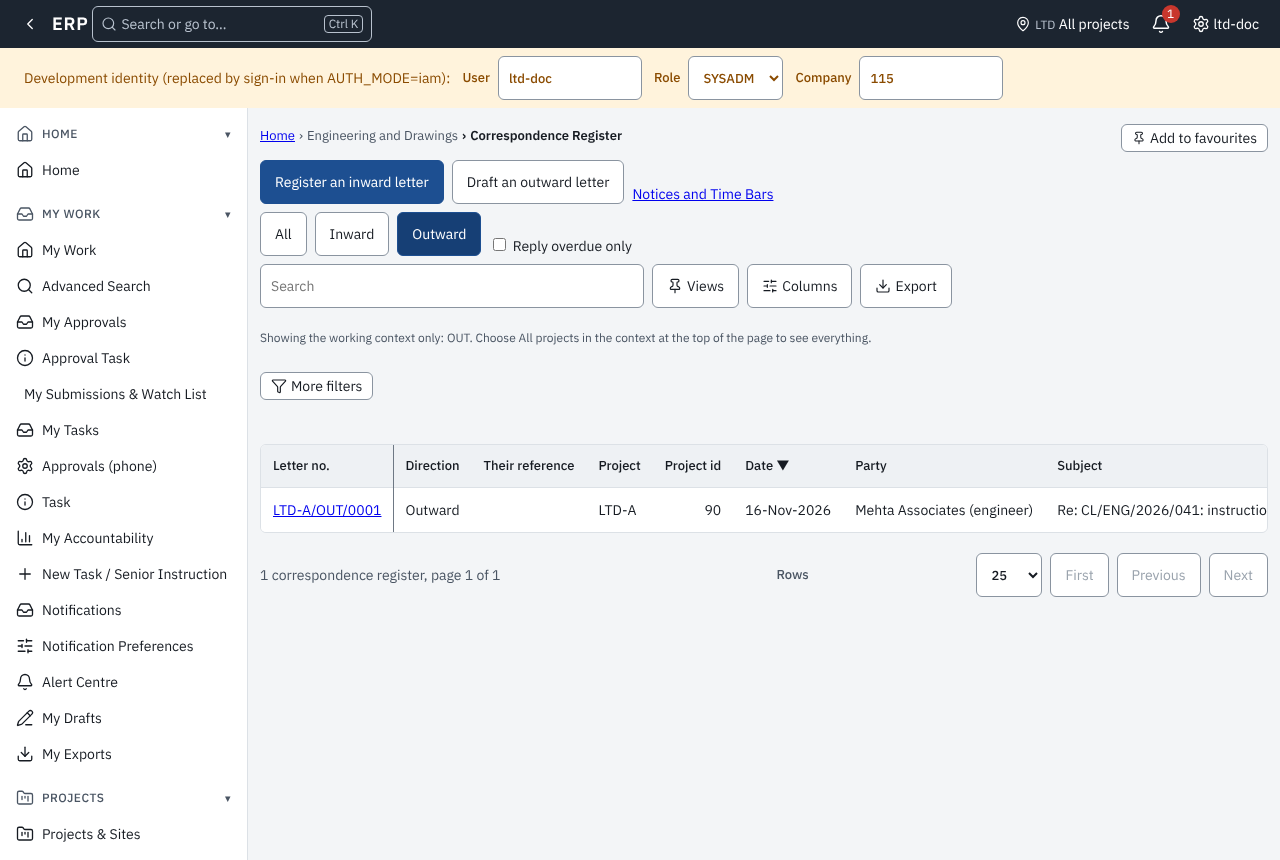 ERP Search or go to... Ctrl K LTD All projects 1 ltd-doc
Development identity (replaced by sign-in when AUTH_MODE=iam): User ltd-doc Role SYSADM Company 115
HOME
Home
MY WORK
My Work
Advanced Search
My Approvals
Approval Task
My Submissions & Watch List
My Tasks
Approvals (phone)
Task
My Accountability
New Task / Senior Instruction
Notifications
Notification Preferences
Alert Centre
My Drafts
My Exports
PROJECTS
Projects & Sites
Home › Engineering and Drawings › Correspondence Register Add to favourites
Register an inward letter Draft an outward letter Notices and Time Bars
All Inward Outward Reply overdue only
Search Views Columns Export
Showing the working context only: OUT. Choose All projects in the context at the top of the page to see everything.
More filters
Letter no. Direction Their reference Project Project id Date ▼ Party Subject
LTD-A/OUT/0001 Outward LTD-A 90 16-Nov-2026 Mehta Associates (engineer) Re: CL/ENG/2026/041: instructio
1 correspondence register, page 1 of 1 Rows 25 First Previous Next